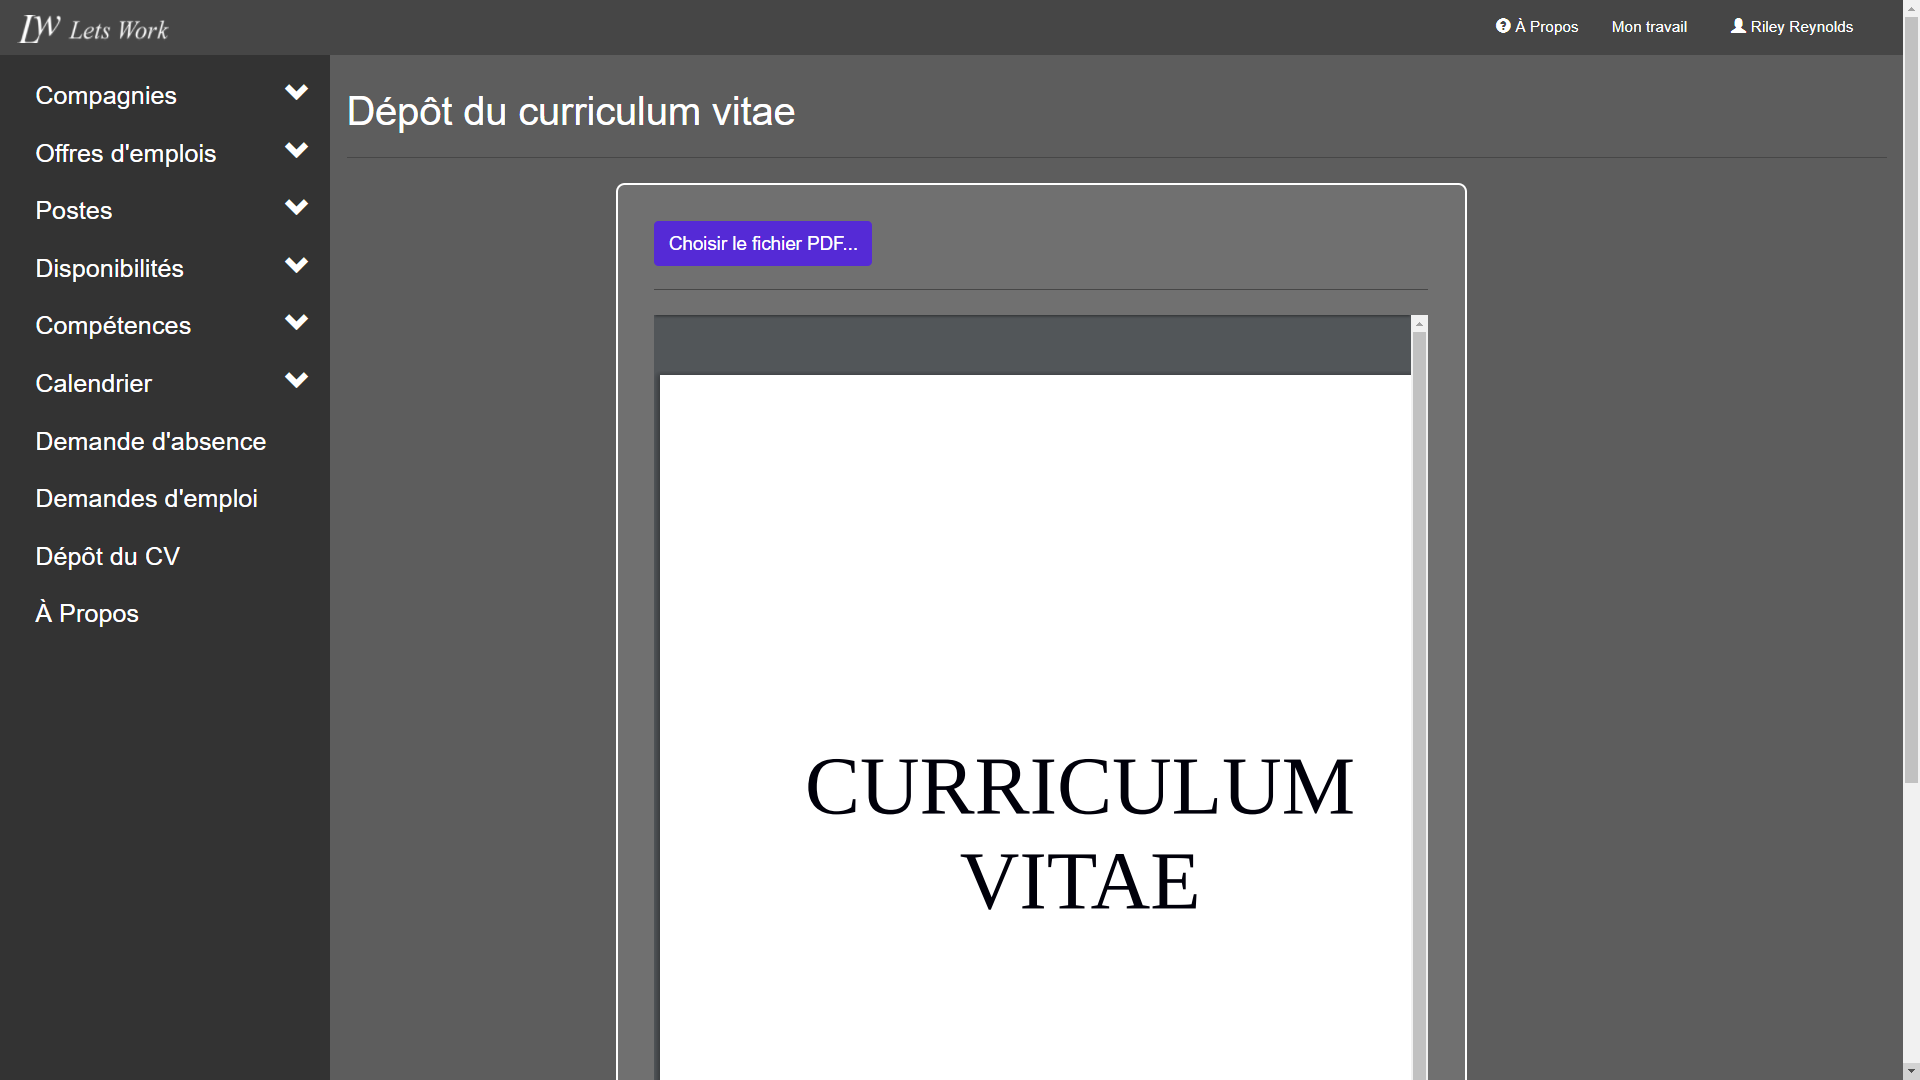 LW Lets Work
À Propos
Mon travail
Riley Reynolds
Compagnies
Offres d'emplois
Postes
Disponibilités
Compétences
Calendrier
Demande d'absence
Demandes d'emploi
Dépôt du CV
À Propos
Dépôt du curriculum vitae
Choisir le fichier PDF...
CURRICULUM
VITAE